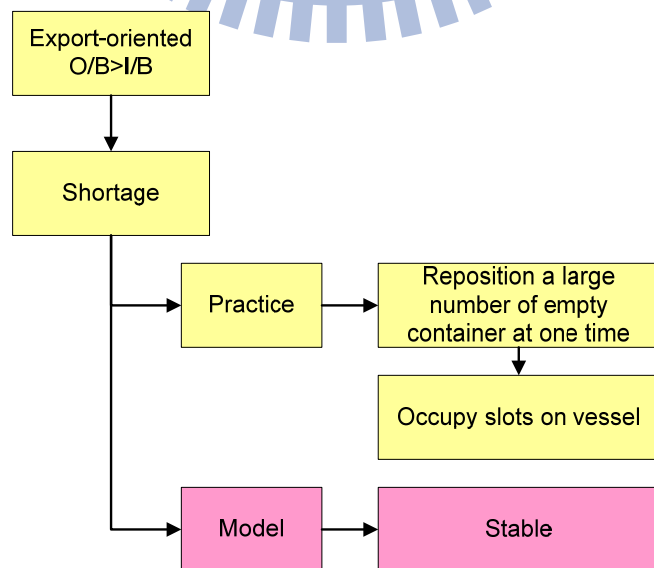 Export-oriented
O/B>I/B
Shortage
Practice
Reposition a large
number of empty
container at one time
Occupy slots on vessel
Model
Stable